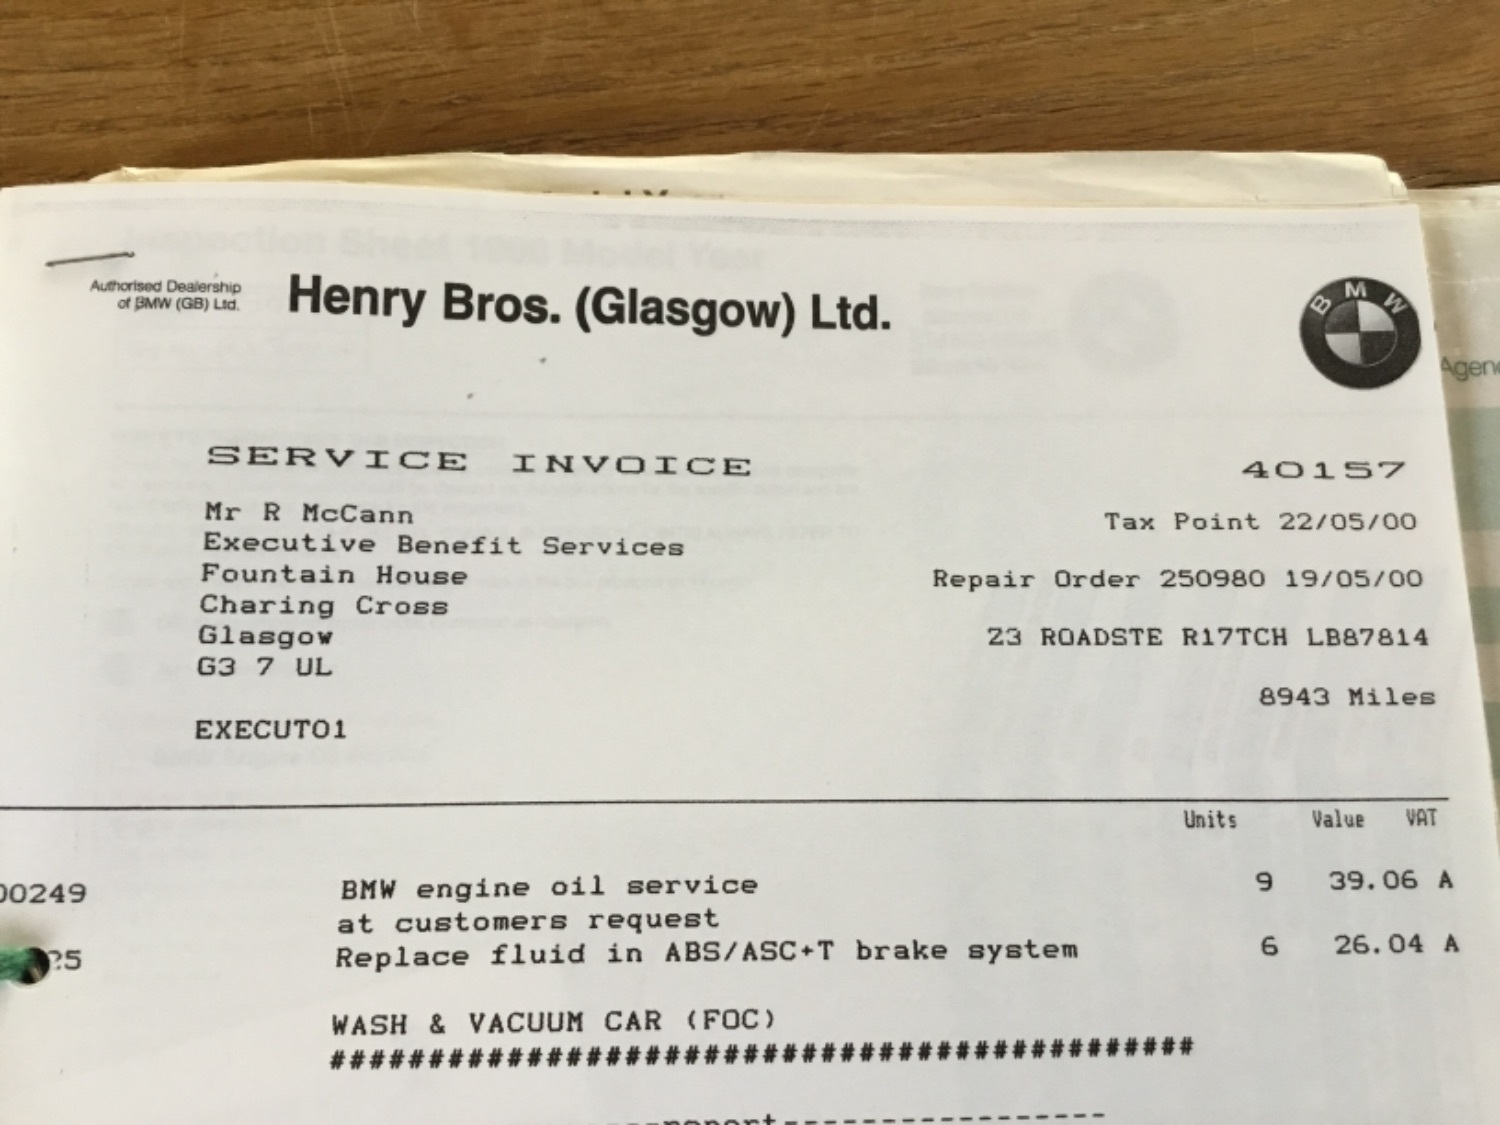 Authorised Dealership
of BMW (GB) Ltd.
Henry Bros. (Glasgow) Ltd.
BMW
Agen
SERVICE INVOICE
40157
Mr R McCann
Executive Benefit Services
Fountain House
Charing Cross
Glasgow
G3 7 UL
EXECUTO1
Tax Point 22/05/00
Repair Order 250980 19/05/00
Z3 ROADSTE R17TCH LB87814
8943 Miles
Units Value VAT
00249 BMW engine oil service 9 39.06 A
at customers request
25 Replace fluid in ABS/ASC+T brake system 6 26.04 A
WASH & VACUUM CAR (FOC)
############################################